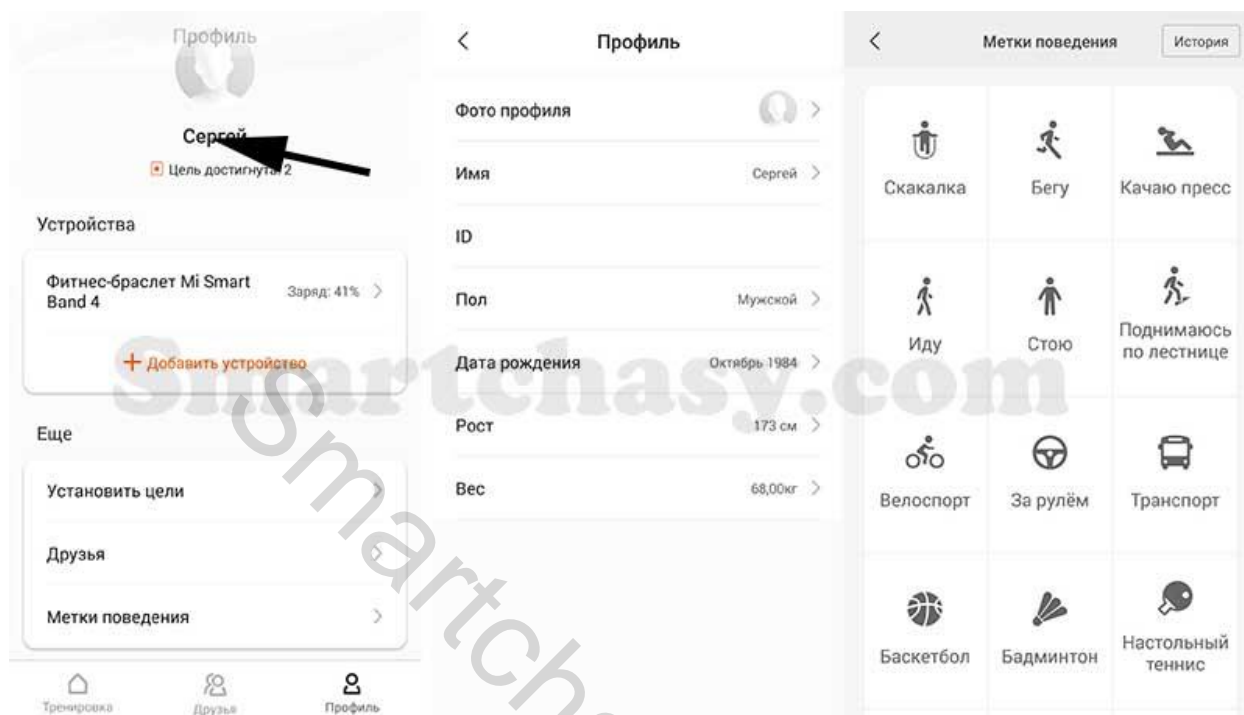 Профиль
Сергей
Цель достигнута: 2
Устройства
Фитнес-браслет Mi Smart
Band 4
Заряд: 41%
+ Добавить устройство
Еще
Установить цели
Друзья
Метки поведения
Тренировка
Друзья
Профиль
Профиль
Фото профиля
Имя
Сергей
ID
Пол
Мужской
Дата рождения
Октябрь 1984
Рост
173 см
Вес
68,00кг
Метки поведения
История
Скакалка
Бегу
Качаю пресс
Иду
Стою
Поднимаюсь
по лестнице
Велоспорт
За рулём
Транспорт
Баскетбол
Бадминтон
Настольный
теннис
Smartchasy.com
Smartcha